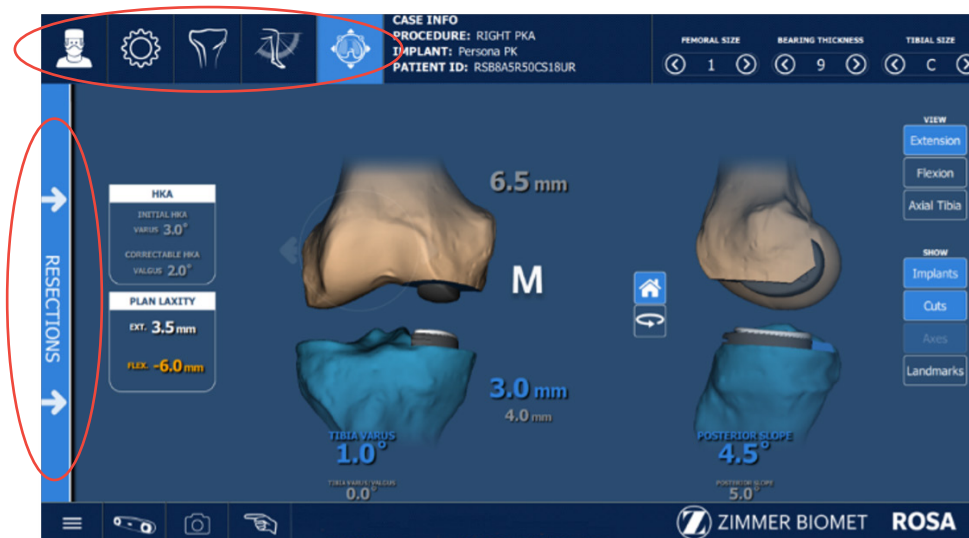 CASE INFO
PROCEDURE: RIGHT PKA
IMPLANT: Persona PK
PATIENT ID: RSB8A5R50CS18UR
FEMORAL SIZE
1
BEARING THICKNESS
9
TIBIAL SIZE
C
RESECTIONS
HKA
INITIAL HKA
VARUS 3.0°
CORRECTABLE HKA
VALGUS 2.0°
PLAN LAXITY
EXT. 3.5 mm
FLEX. -6.0 mm
6.5 mm
M
3.0 mm
4.0 mm
TIBIA VARUS
1.0°
TIBIA VARUS/VALGUS
0.0°
POSTERIOR SLOPE
4.5°
POSTERIOR SLOPE
5.0°
VIEW
Extension
Flexion
Axial Tibia
SHOW
Implants
Cuts
Axes
Landmarks
ZIMMER BIOMET
ROSA